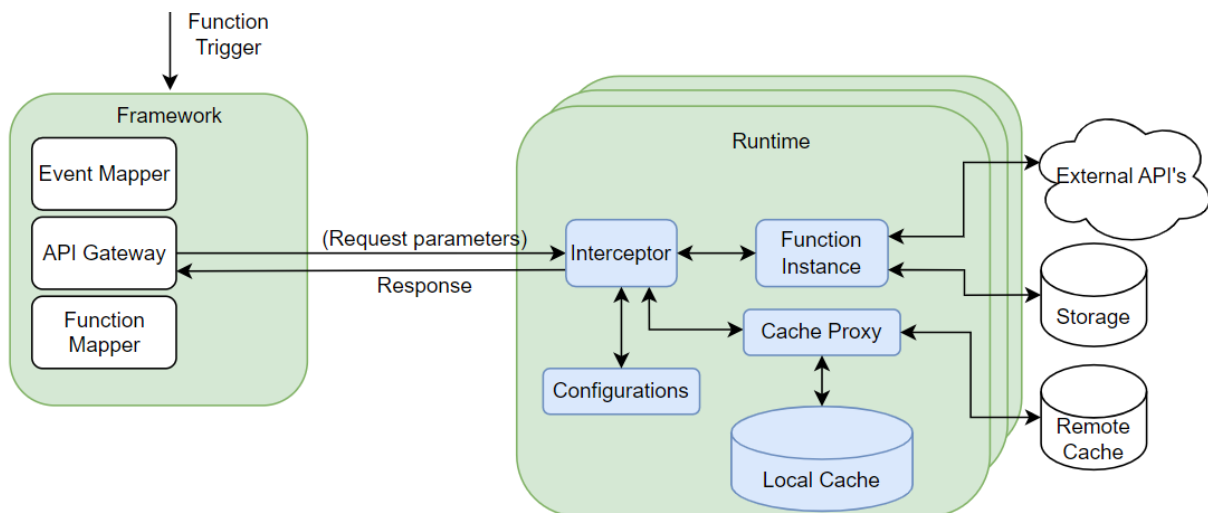 Function
Trigger
Framework
Event Mapper
API Gateway
Function
Mapper
(Request parameters)
Response
Runtime
Interceptor
Function
Instance
Cache Proxy
Configurations
Local Cache
External API's
Storage
Remote
Cache